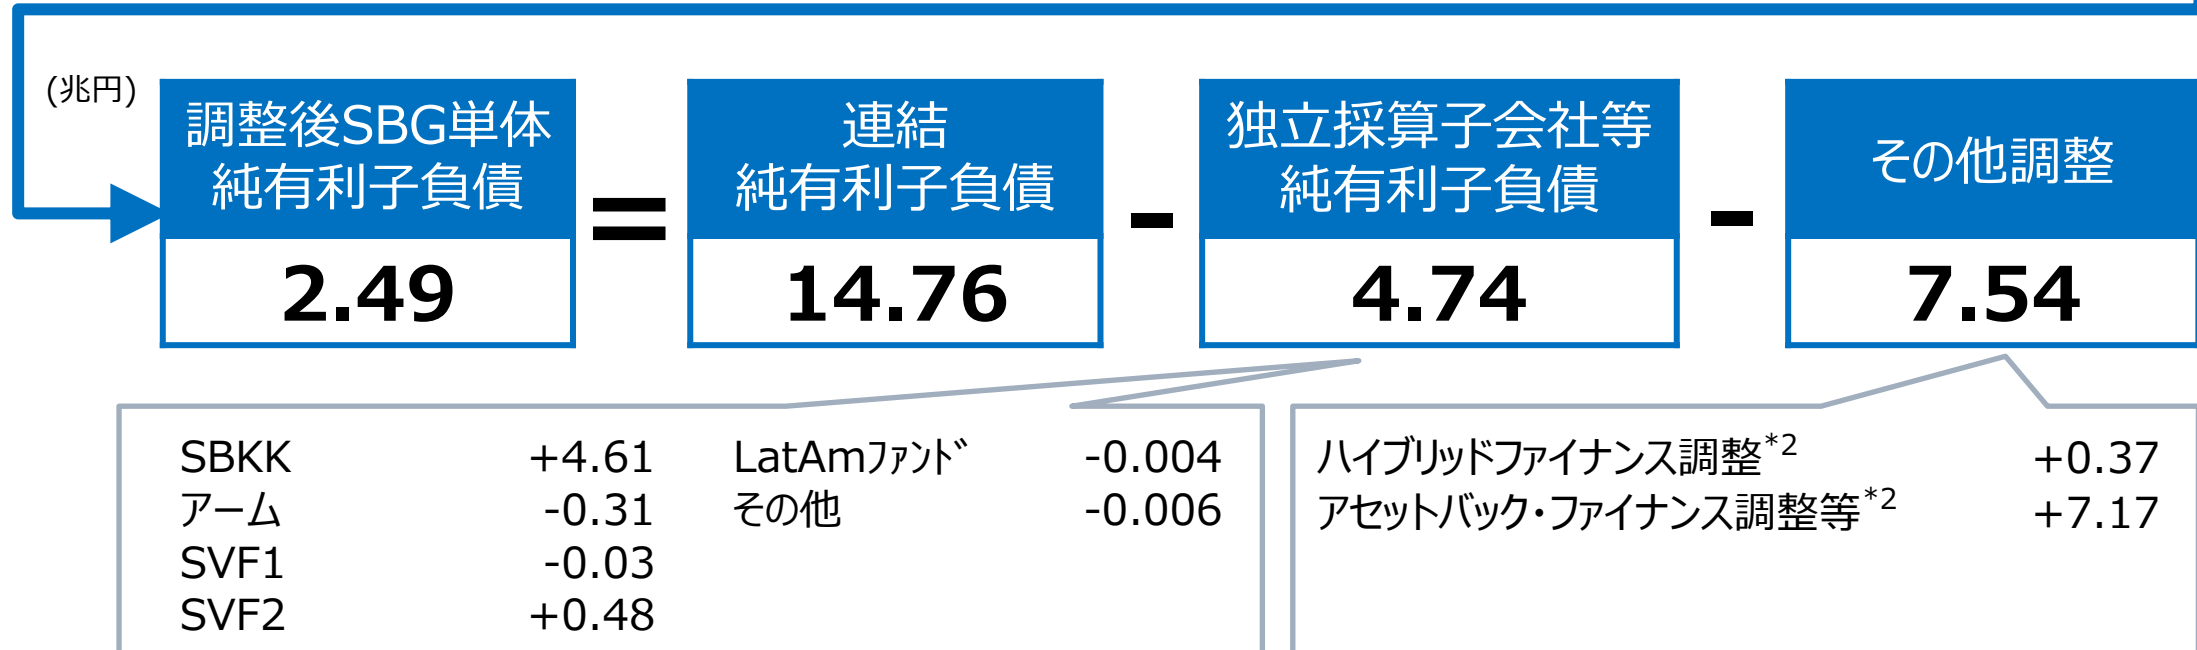 (兆円)
調整後SBG単体
純有利子負債
2.49
=
連結
純有利子負債
14.76
-
独立採算子会社等
純有利子負債
4.74
-
その他調整
7.54
SBKK +4.61
アーム -0.31
SVF1 -0.03
SVF2 +0.48
LatAmﾌｧﾝﾄﾞ -0.004
その他 -0.006
ハイブリッドファイナンス調整*2 +0.37
アセットバック・ファイナンス調整等*2 +7.17